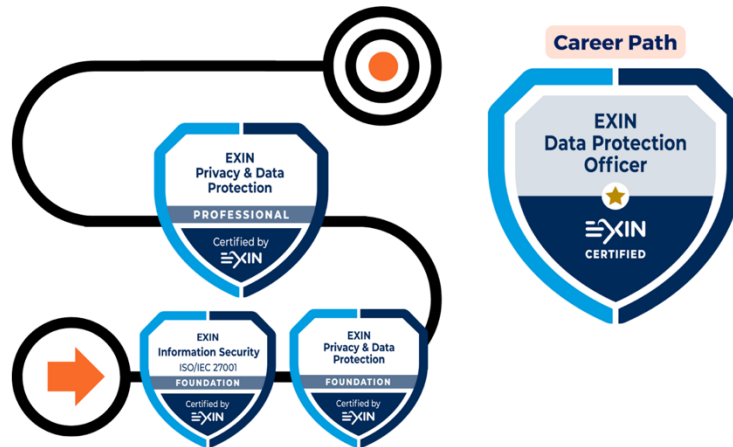 Career Path
EXIN
Data Protection
Officer
EXIN
CERTIFIED
EXIN
Privacy & Data
Protection
PROFESSIONAL
Certified by
EXIN
EXIN
Information Security
ISO/IEC 27001
FOUNDATION
Certified by
EXIN
EXIN
Privacy & Data
Protection
FOUNDATION
Certified by
EXIN